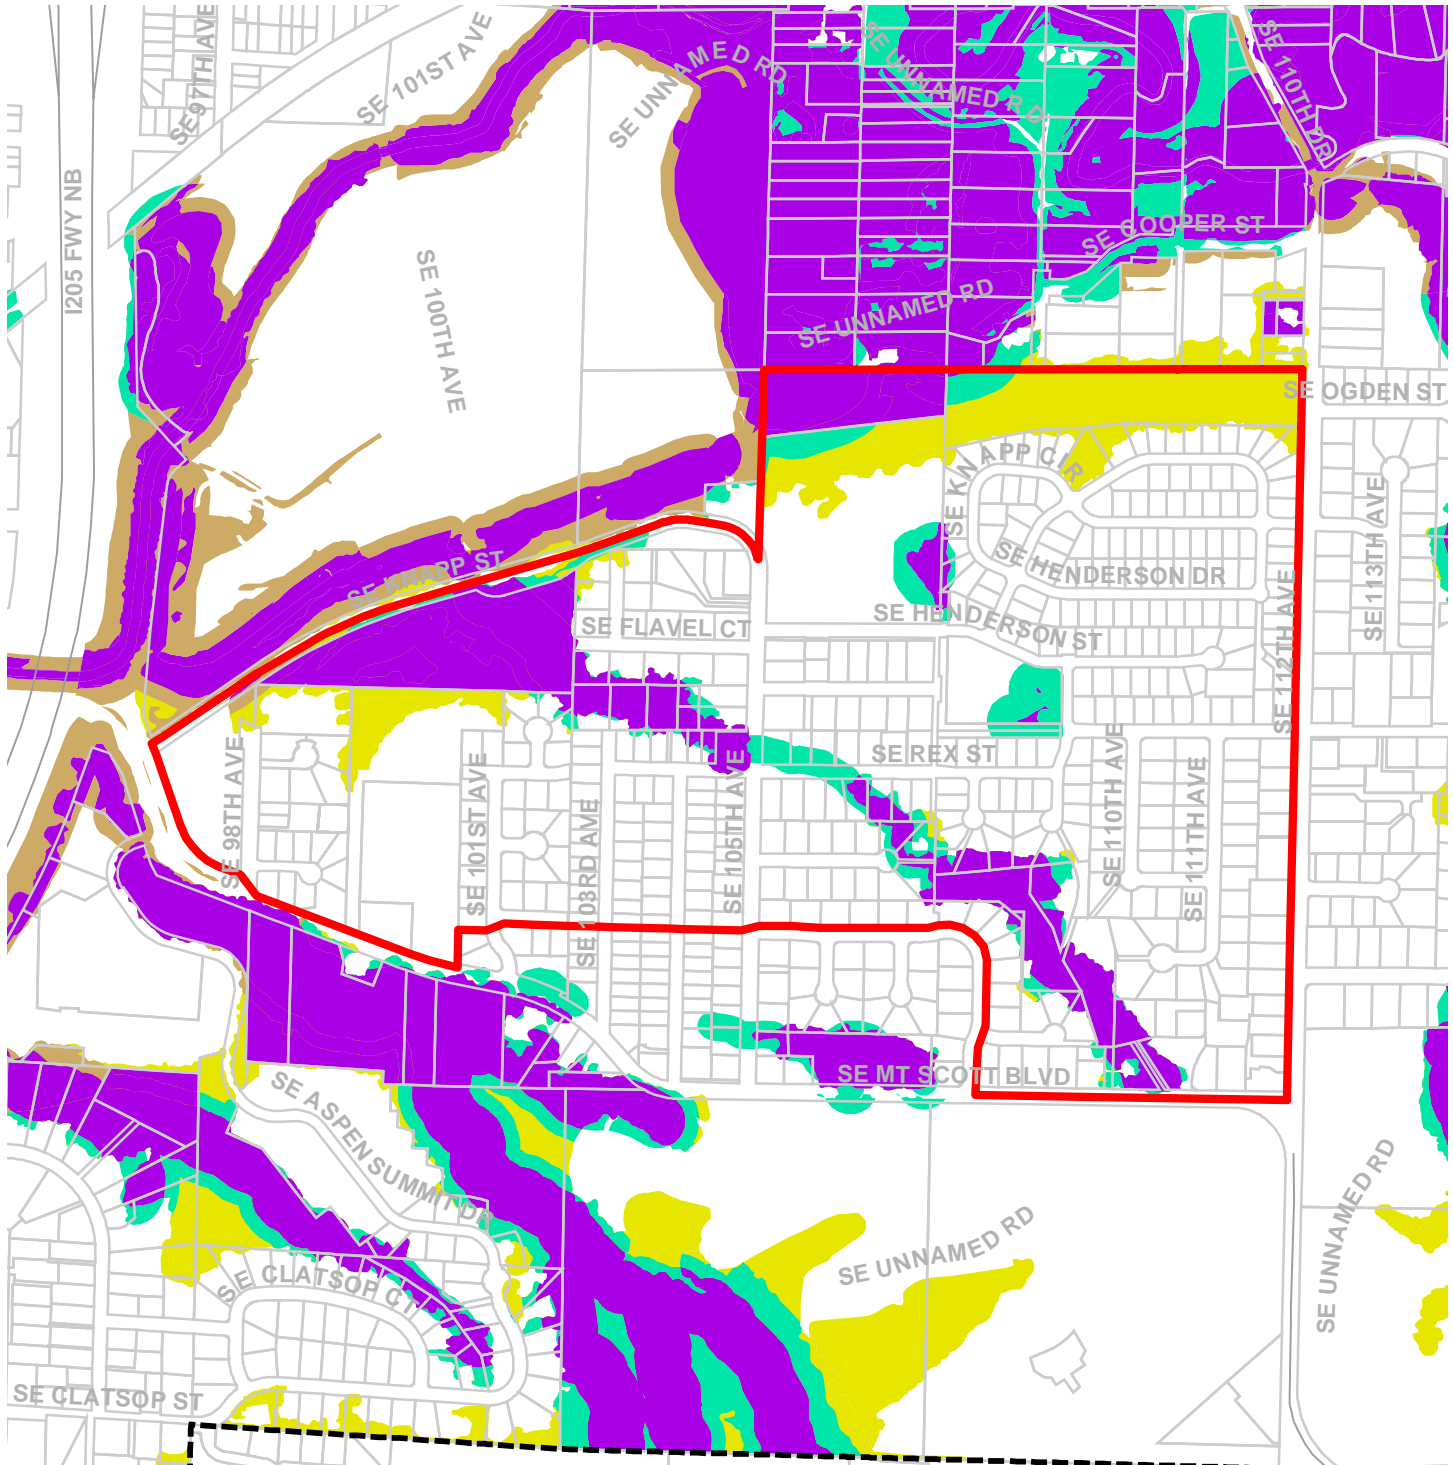 SE 97TH AVE
SE 101ST AVE
SE UNNAMED RD
SE UNNAMED RD
SE 110TH DR
I205 FWY NB
SE 100TH AVE
SE COOPER ST
SE UNNAMED RD
SE OGDEN ST
SE KNAPP CIR
SE 113TH AVE
SE KNAPP ST
SE HENDERSON DR
SE FLAVEL CT
SE HENDERSON ST
SE 112TH AVE
SE REX ST
SE 98TH AVE
SE 101ST AVE
SE 103RD AVE
SE 105TH AVE
SE 110TH AVE
SE 111TH AVE
SE MT SCOTT BLVD
SE ASPEN SUMMIT DR
SE UNNAMED RD
SE UNNAMED RD
SE CLATSOP CT
SE CLATSOP ST